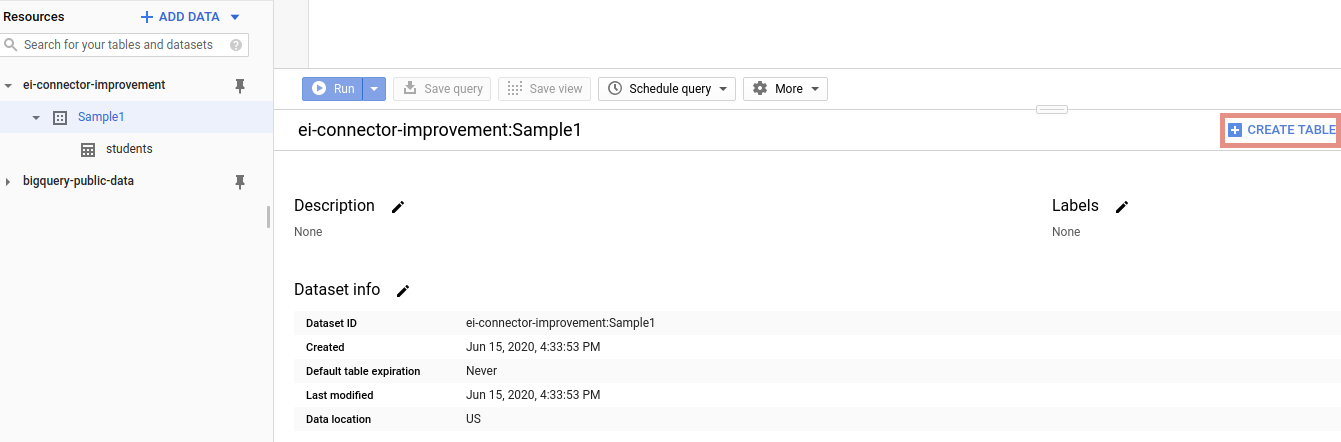 Resources
ADD DATA
Search for your tables and datasets
?
ei-connector-improvement
Sample1
students
bigquery-public-data
Run
Save query
Save view
Schedule query
More
ei-connector-improvement:Sample1
CREATE TABLE
Description
None
Labels
None
Dataset info
Dataset ID ei-connector-improvement:Sample1
Created Jun 15, 2020, 4:33:53 PM
Default table expiration Never
Last modified Jun 15, 2020, 4:33:53 PM
Data location US